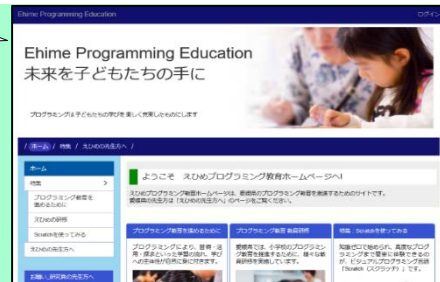 Ehime Programming Education
ログイン
Ehime Programming Education
未来を子どもたちの手に
プログラミングは子どもたちの学びを楽しく充実したものにします
/ ホーム / 特集 / えひめの先生方へ /
ホーム
特集 >
プログラミング教育を
進めるために
えひめの研修
Scratchを使ってみる
えひめの先生方へ
お願い_研究員の先生方へ
ようこそ えひめプログラミング教育ホームページへ!
えひめプログラミング教育ホームページは、愛媛県のプログラミング教育を推進するためのサイトです。
愛媛県の先生方は「えひめの先生方へ」のページをご覧ください。
プログラミング教育を進めるために
プログラミングにより、習得・活
用・探求といった学習の流れ、学び
への主体性が自然に身に付きます。
プログラミング教育 教員研修
愛媛県では、小学校のプログラミン
グ教育を推進するために、様々な教
員研修を実施しています。
特集：Scratchを使ってみる
知識ゼロで始められ、高度なプログ
ラミングまで簡単に体験できるの
が、ビジュアルプログラミング言語
「Scratch（スクラッチ）」です。